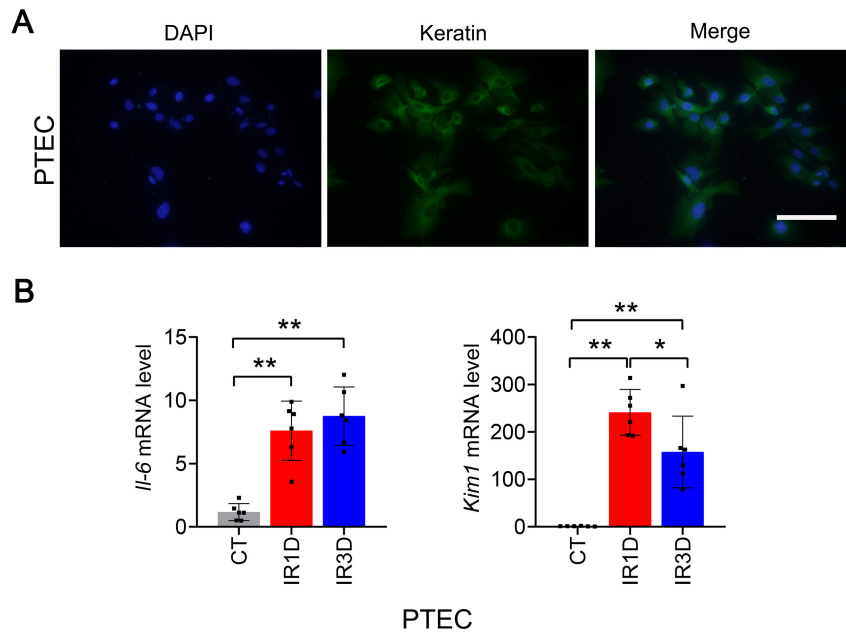 A
DAPI
Keratin
Merge
PTEC
B
Il-6 mRNA level
15
10
5
0
**
**
CT
IR1D
IR3D
Kim1 mRNA level
400
300
200
100
0
**
**
*
CT
IR1D
IR3D
PTEC